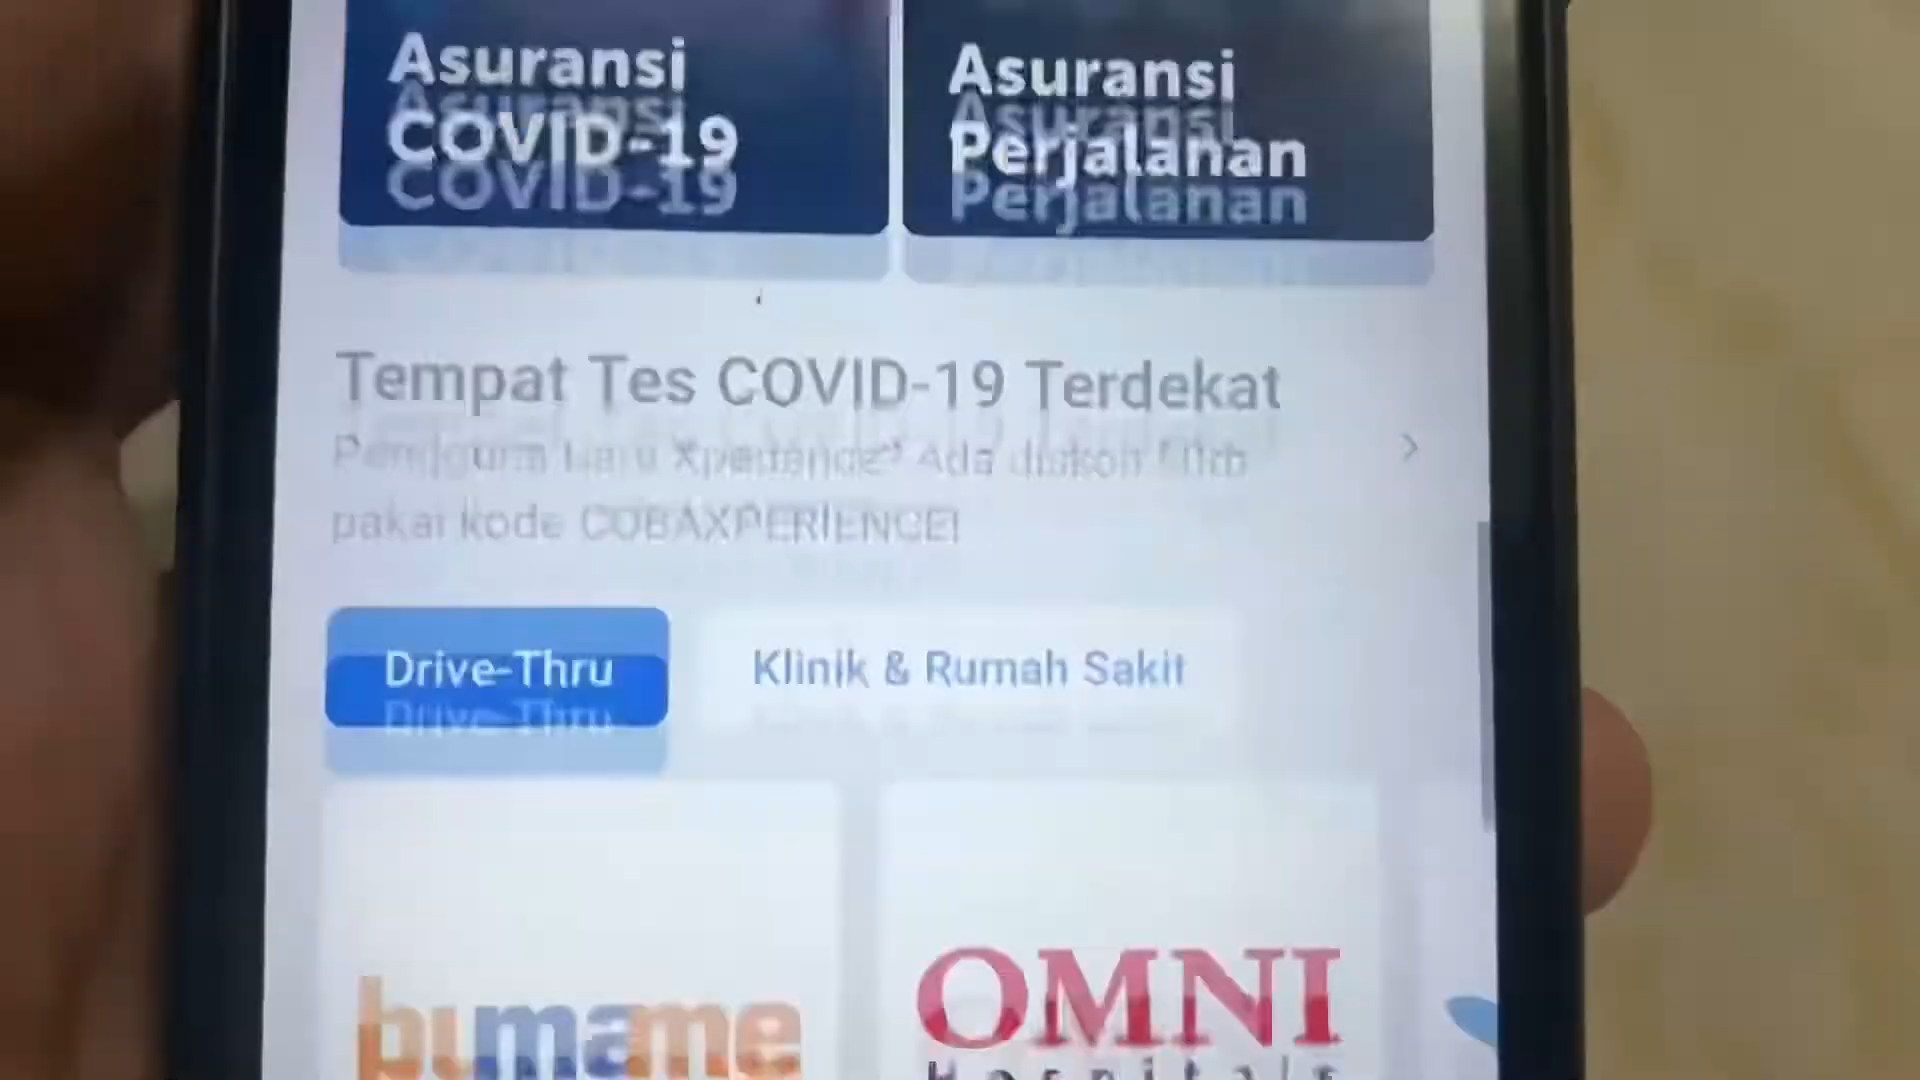 Asuransi
COVID-19
Asuransi
Perjalanan
Tempat Tes COVID-19 Terdekat
Pengguna baru Xperience? Ada diskon
pakai kode COBAXPERIENCE!
Drive-Thru
Klinik & Rumah Sakit
bumame
OMNI
Hospitals